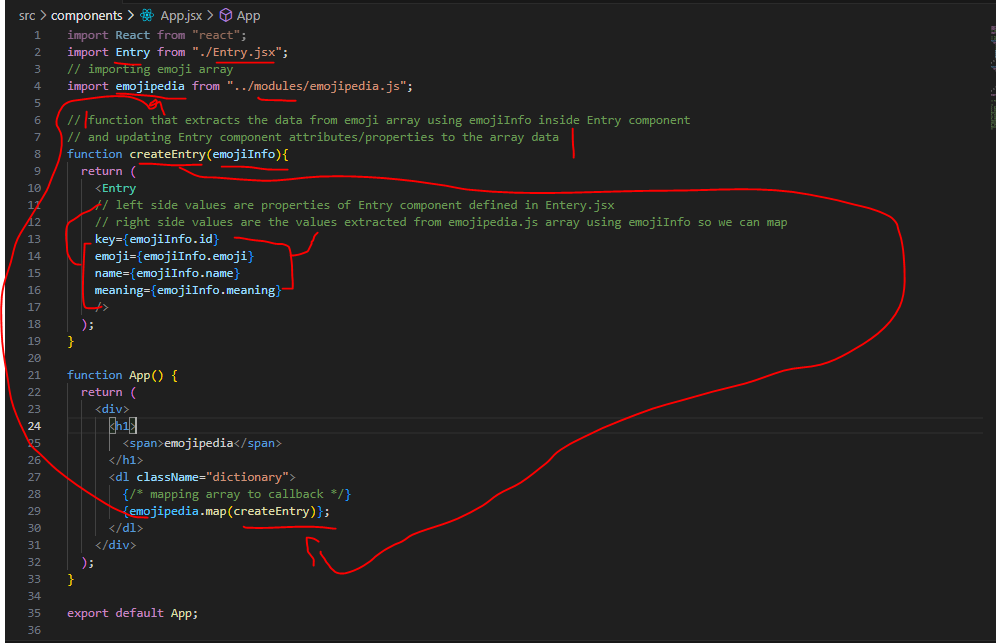 src > components > App.jsx > App
1 import React from "react";
2 import Entry from "./Entry.jsx";
3 // importing emoji array
4 import emojipedia from "../modules/emojipedia.js";
5
6 // function that extracts the data from emoji array using emojiInfo inside Entry component
7 // and updating Entry component attributes/properties to the array data
8 function createEntry(emojiInfo){
9 return (
10 <Entry
11 // left side values are properties of Entry component defined in Entery.jsx
12 // right side values are the values extracted from emojipedia.js array using emojiInfo so we can map
13 key={emojiInfo.id}
14 emoji={emojiInfo.emoji}
15 name={emojiInfo.name}
16 meaning={emojiInfo.meaning}
17 />
18 );
19 }
20
21 function App() {
22 return (
23 <div>
24 <h1>
25 <span>emojipedia</span>
26 </h1>
27 <dl className="dictionary">
28 {/* mapping array to callback */}
29 {emojipedia.map(createEntry)};
30 </dl>
31 </div>
32 );
33 }
34
35 export default App;
36